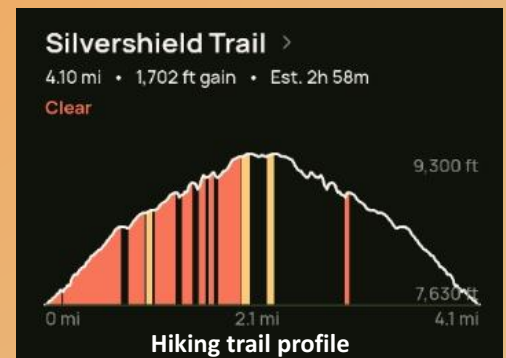 Silvershield Trail >
4.10 mi • 1,702 ft gain • Est. 2h 58m
Clear
9,300 ft
7,630 ft
0 mi 2.1 mi 4.1 mi
Hiking trail profile